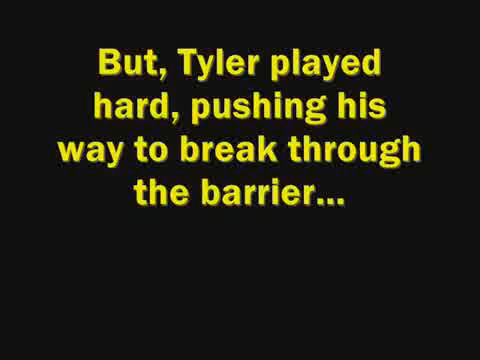 But, Tyler played
hard, pushing his
way to break through
the barrier...